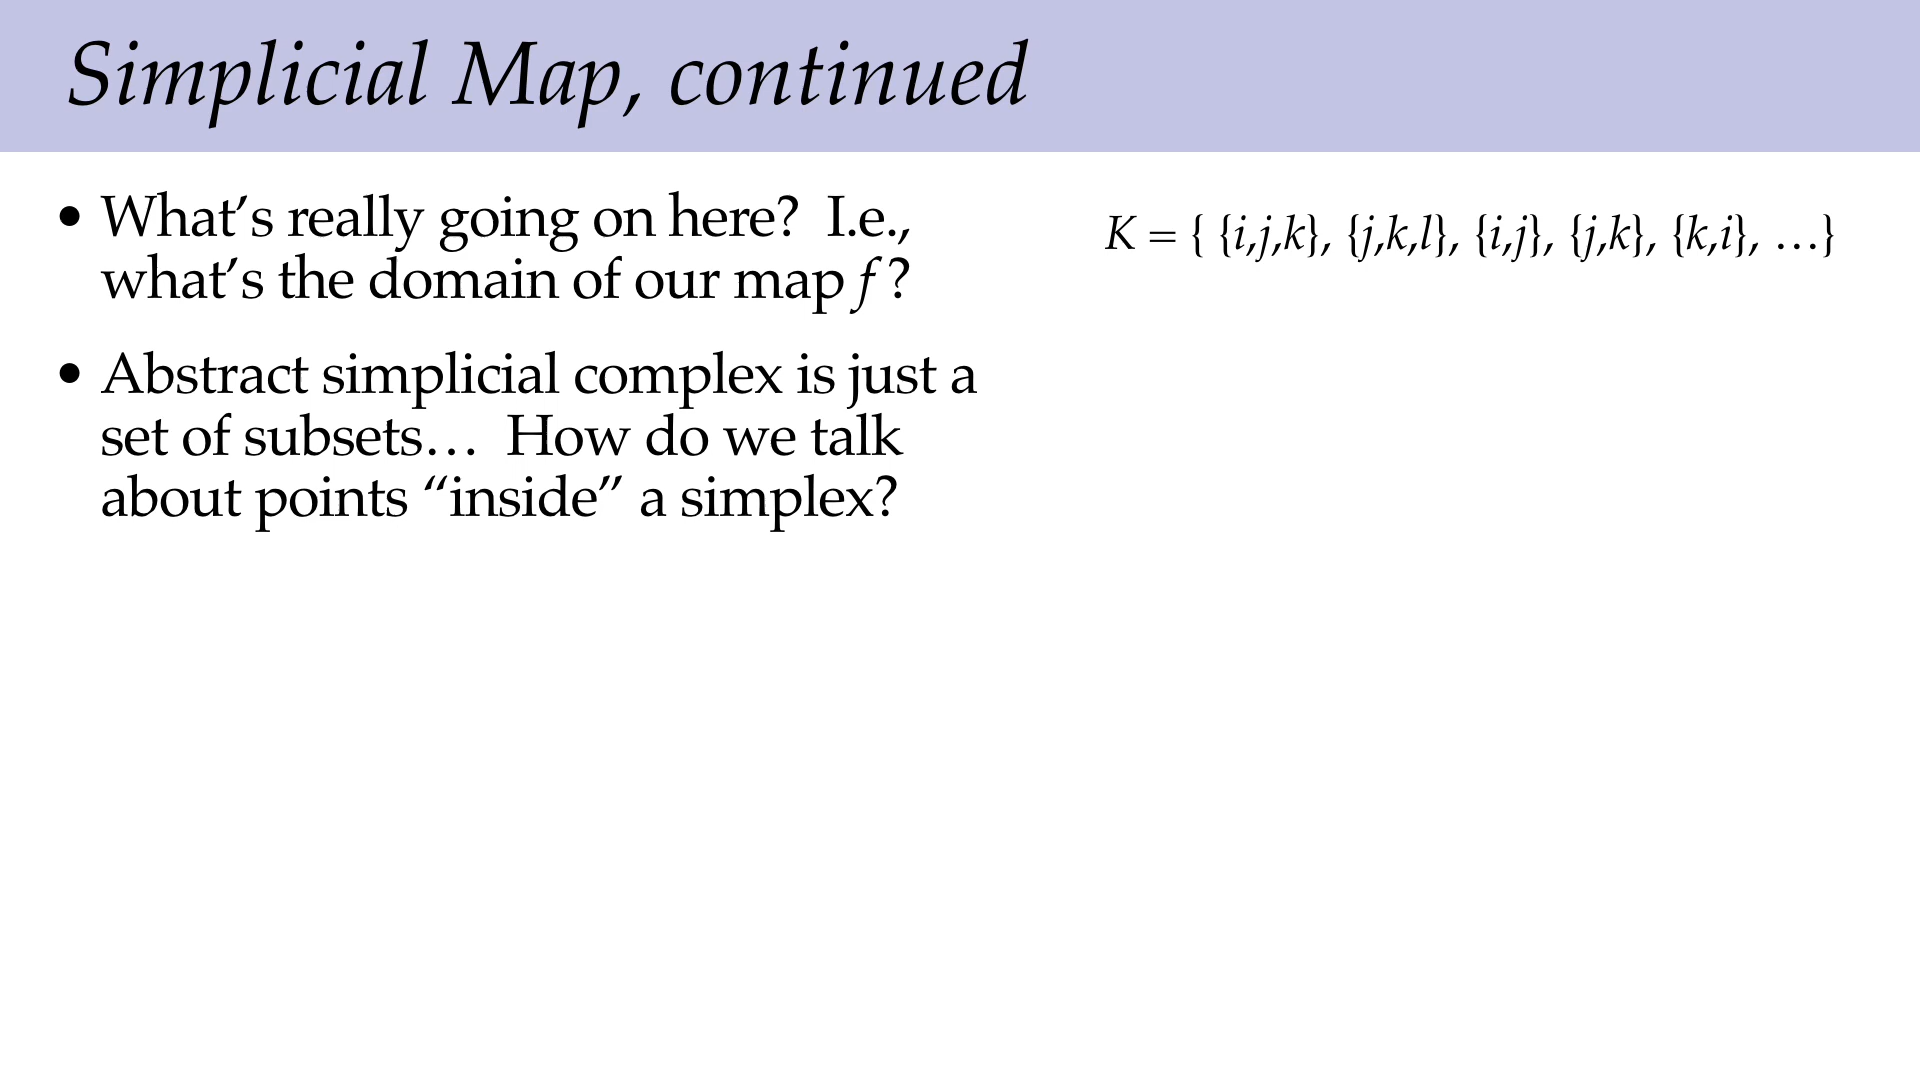 Simplicial Map, continued
• What’s really going on here?  I.e.,
what’s the domain of our map f ?
• Abstract simplicial complex is just a
set of subsets…  How do we talk
about points “inside” a simplex?
K = { {i,j,k}, {j,k,l}, {i,j}, {j,k}, {k,i}, …}